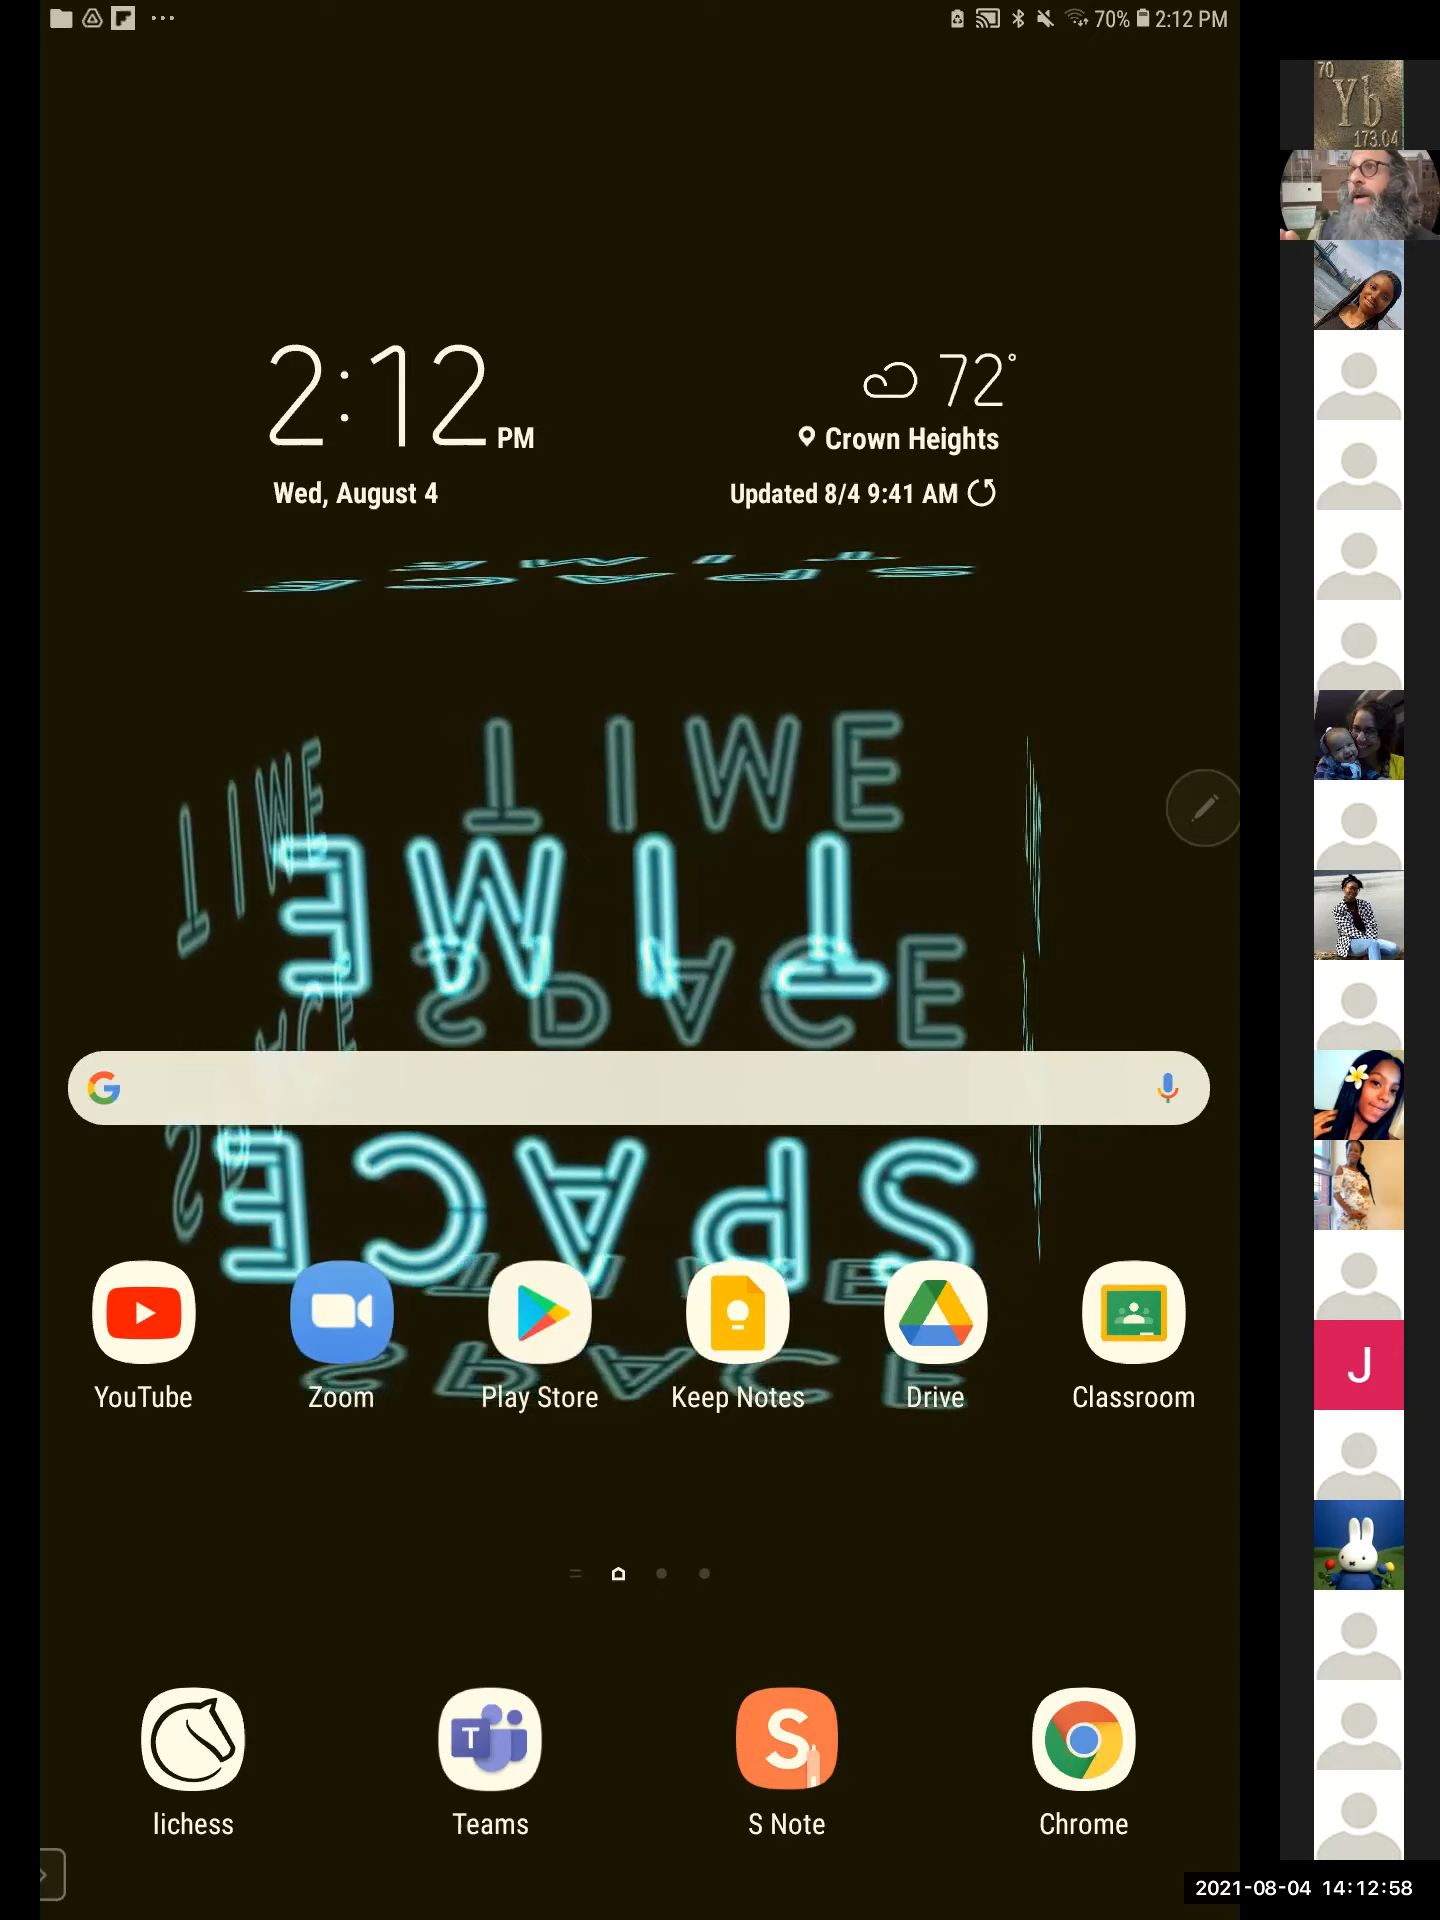 70% 2:12 PM
2:12 PM
72°
Crown Heights
Wed, August 4
Updated 8/4 9:41 AM
TIME
SPACE
TIME
SPACE
YouTube
Zoom
Play Store
Keep Notes
Drive
Classroom
lichess
T
Teams
S
S Note
Chrome
70
Yb
173.04
J
2021-08-04 14:12:58